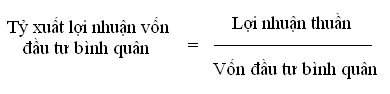 Tỷ xuất lợi nhuận vốn
đầu tư bình quân
=
Lợi nhuận thuần
Vốn đầu tư bình quân